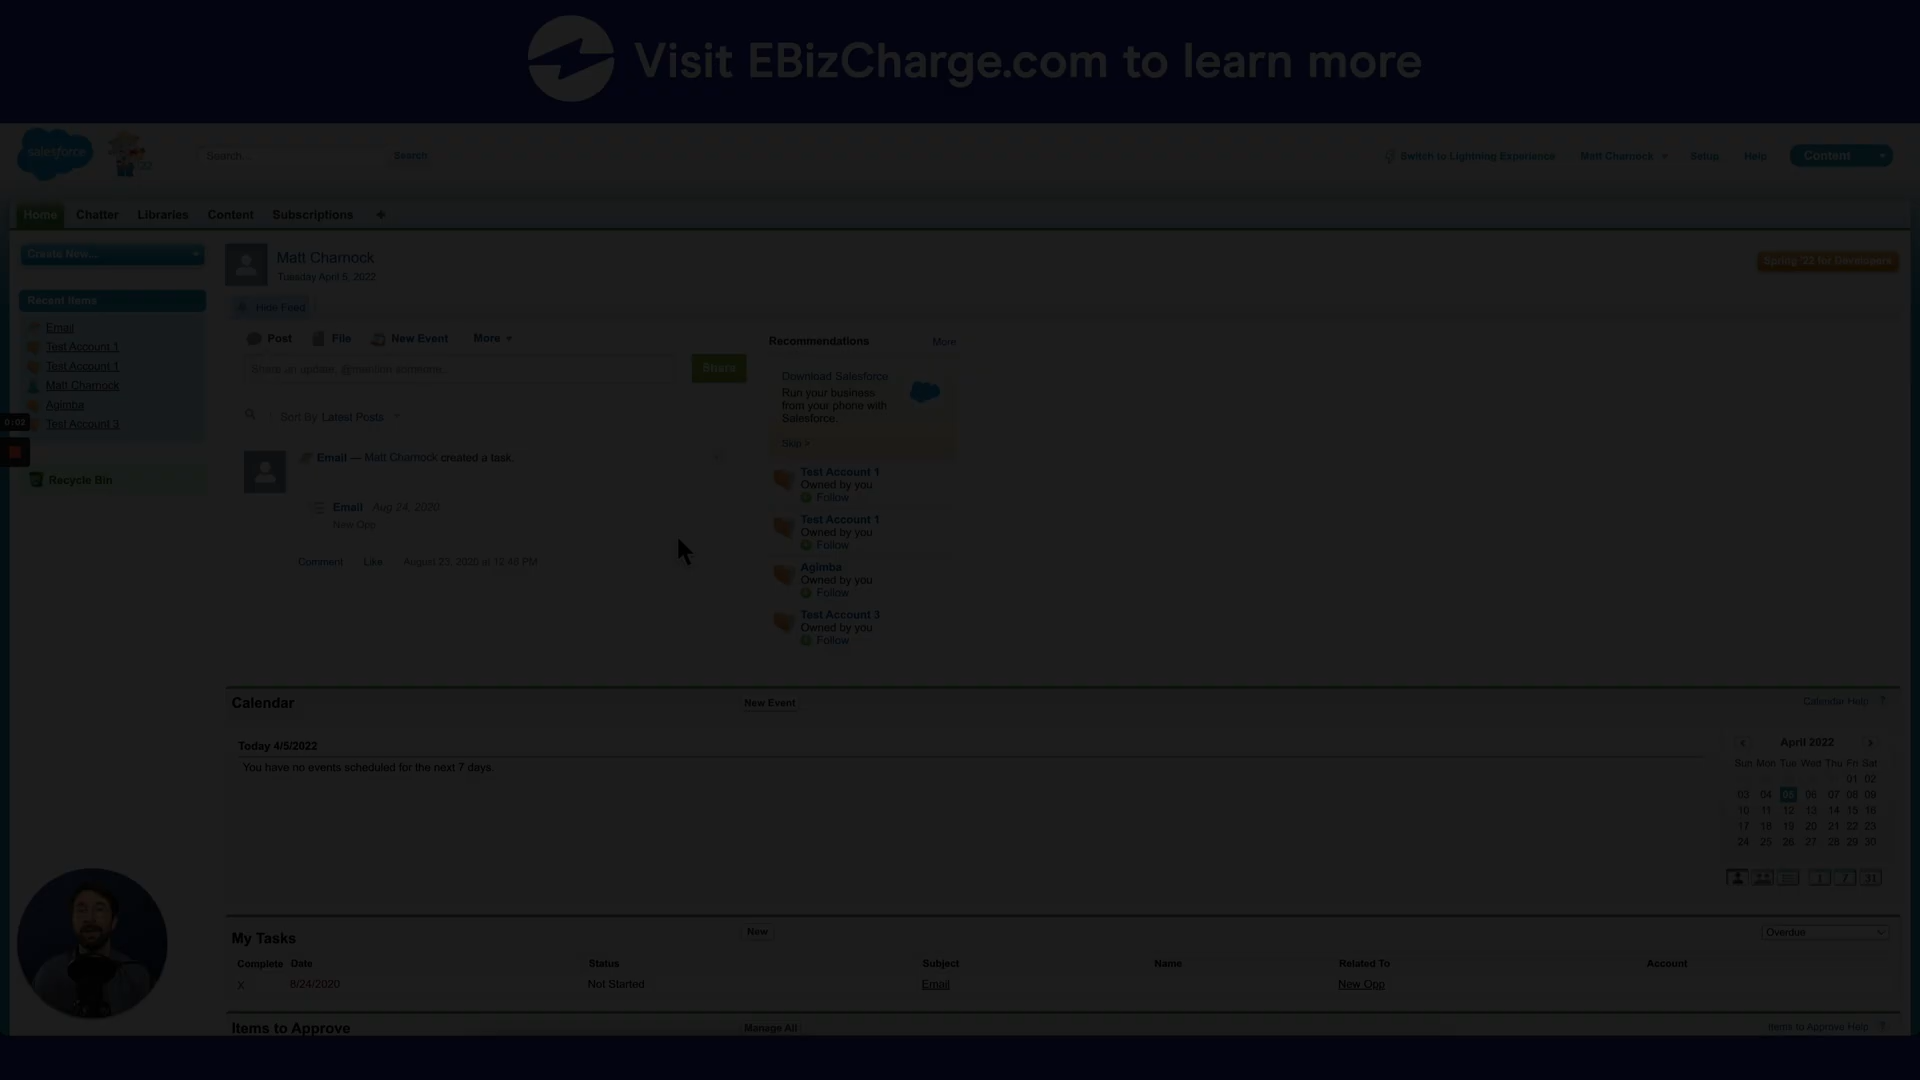 Visit EBizCharge.com to learn more
salesforce
'22
Search...
Search
Switch to Lightning Experience
Matt Charnock
Setup
Help
Content
Home
Chatter
Libraries
Content
Subscriptions
+
Create New...
Matt Charnock
Tuesday April 5, 2022
Spring '22 for Developers
Hide Feed
Recent Items
Email
Test Account 1
Test Account 1
Matt Charnock
Agimba
Test Account 3
0:02
Recycle Bin
Post
File
New Event
More
Share an update, @mention someone...
Share
Sort By Latest Posts
Email — Matt Charnock created a task.
Email Aug 24, 2020
New Opp
Comment
Like
August 23, 2020 at 12:46 PM
Recommendations
More
Download Salesforce
Run your business
from your phone with
Salesforce.
Skip >
Test Account 1
Owned by you
Follow
Test Account 1
Owned by you
Follow
Agimba
Owned by you
Follow
Test Account 3
Owned by you
Follow
Calendar
New Event
Calendar Help ?
Today 4/5/2022
You have no events scheduled for the next 7 days.
April 2022
Sun Mon Tue Wed Thu Fri Sat
01 02
03 04 05 06 07 08 09
10 11 12 13 14 15 16
17 18 19 20 21 22 23
24 25 26 27 28 29 30
1 7 31
My Tasks
New
Overdue
Complete Date Status Subject Name Related To Account
X 8/24/2020 Not Started Email New Opp
Items to Approve
Manage All
Items to Approve Help ?